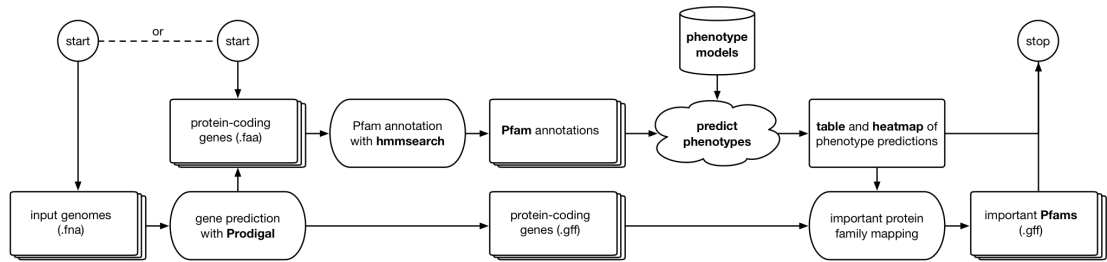 start
or
start
phenotype
models
stop
protein-coding
genes (.faa)
Pfam annotation
with hmmsearch
Pfam annotations
predict
phenotypes
table and heatmap of
phenotype predictions
input genomes
(.fna)
gene prediction
with Prodigal
protein-coding
genes (.gff)
important protein
family mapping
important Pfams
(.gff)